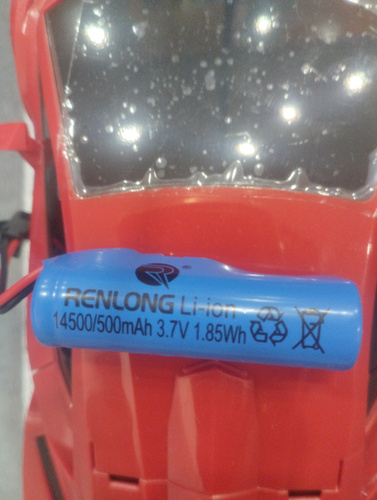 RENLONG Li-ion
14500/500mAh 3.7V 1.85Wh